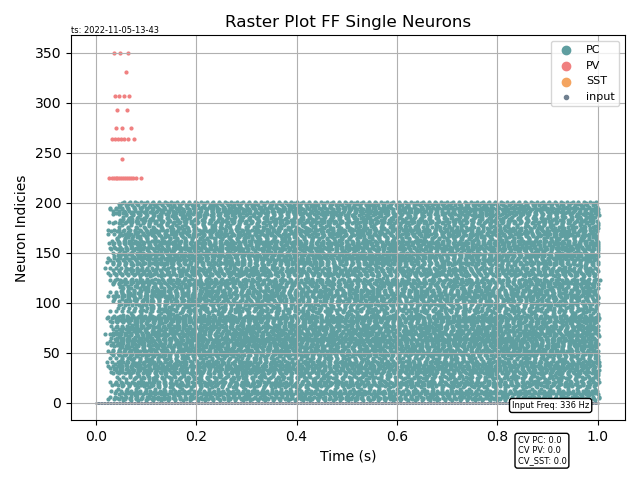 Raster Plot FF Single Neurons
ts: 2022-11-05-13-43
PC
PV
SST
input
350
300
250
200
150
100
50
0
Neuron Indicies
Input Freq: 336 Hz
0.0 0.2 0.4 0.6 0.8 1.0
Time (s)
CV PC: 0.0
CV PV: 0.0
CV_SST: 0.0